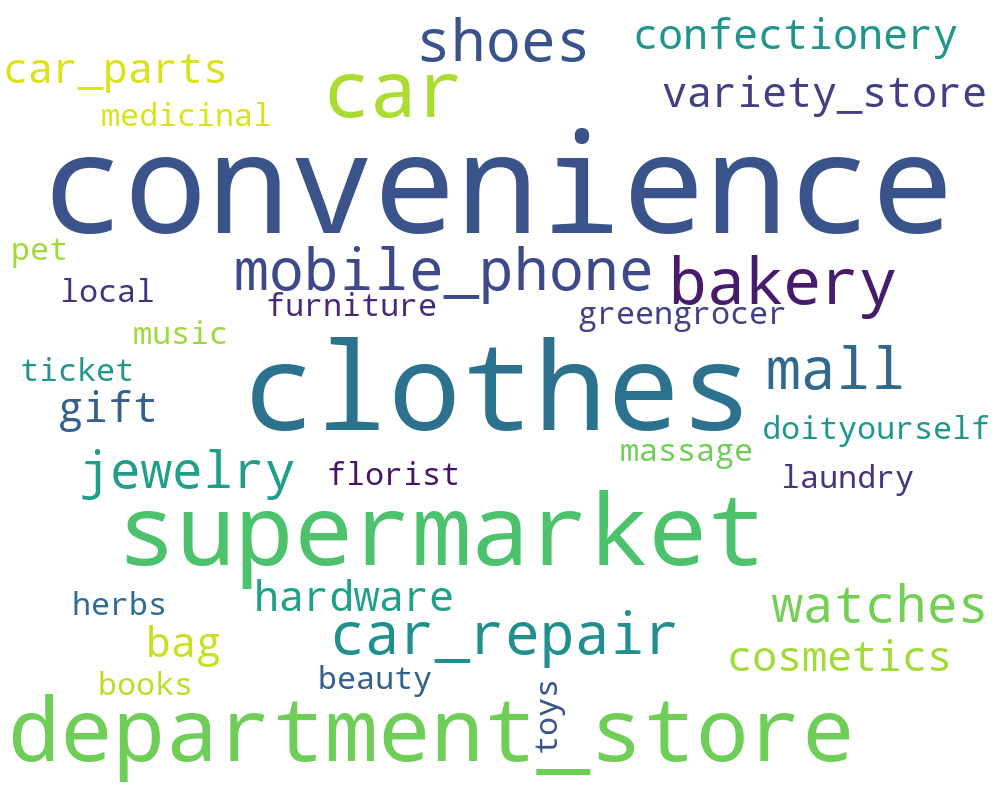 shoes
confectionery
car_parts
car
variety_store
medicinal
convenience
pet
mobile_phone
bakery
local
furniture
greengrocer
music
ticket
clothes
mall
gift
doityourself
massage
jewelry
florist
laundry
supermarket
herbs
hardware
watches
bag
car_repair
cosmetics
books
beauty
toys
department_store